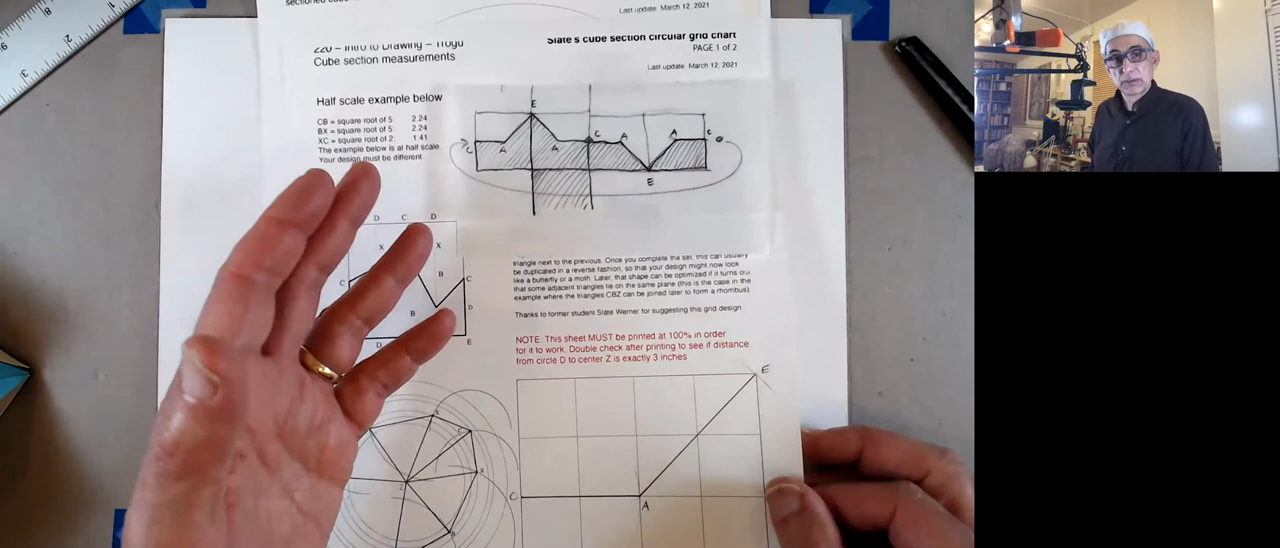 Last update March 12, 2021
220 – Intro to Drawing – Trogu
Slate's cube section circular grid chart
Cube section measurements
PAGE 1 of 2
Last update March 12, 2021
Half scale example below
CB = square root of 5: 2.24
BX = square root of 5: 2.24
XC = square root of 2: 1.41
The example below is at half scale
Your design must be different
E
C
A
A
C
A
A
C
E
D C D
X
X
C
B
C
B
D
D
E
triangle next to the previous. Once you complete the set, this can usually
be duplicated in a reverse fashion, so that your design might now look
like a butterfly or a moth. Later, that shape can be optimized if it turns out
that some adjacent triangles lie on the same plane (this is the case in the
example where the triangles CBZ can be joined later to form a rhombus)
Thanks to former student Slate Werner for suggesting this grid design
NOTE: This sheet MUST be printed at 100% in order
for it to work. Double check after printing to see if distance
from circle D to center Z is exactly 3 inches
E
C
A
X
X
Z
B